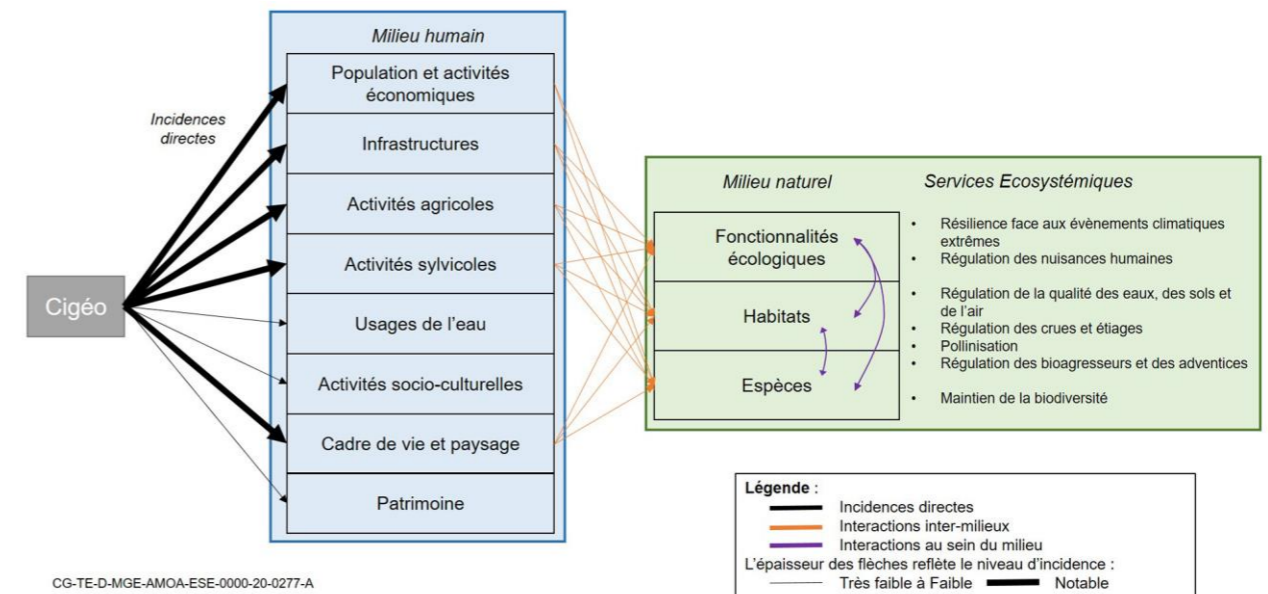 Milieu humain
Population et activités
économiques
Incidences
directes
Infrastructures
Activités agricoles
Activités sylvicoles
Cigéo
Usages de l'eau
Activités socio-culturelles
Cadre de vie et paysage
Patrimoine
Milieu naturel
Services Ecosystémiques
Fonctionnalités
écologiques
Habitats
Espèces
• Résilience face aux évènements climatiques
extrêmes
• Régulation des nuisances humaines
• Régulation de la qualité des eaux, des sols et
de l'air
• Régulation des crues et étiages
• Pollinisation
• Régulation des bioagresseurs et des adventices
• Maintien de la biodiversité
Légende :
Incidences directes
Interactions inter-milieux
Interactions au sein du milieu
L'épaisseur des flèches reflète le niveau d'incidence :
Très faible à Faible Notable
CG-TE-D-MGE-AMOA-ESE-0000-20-0277-A